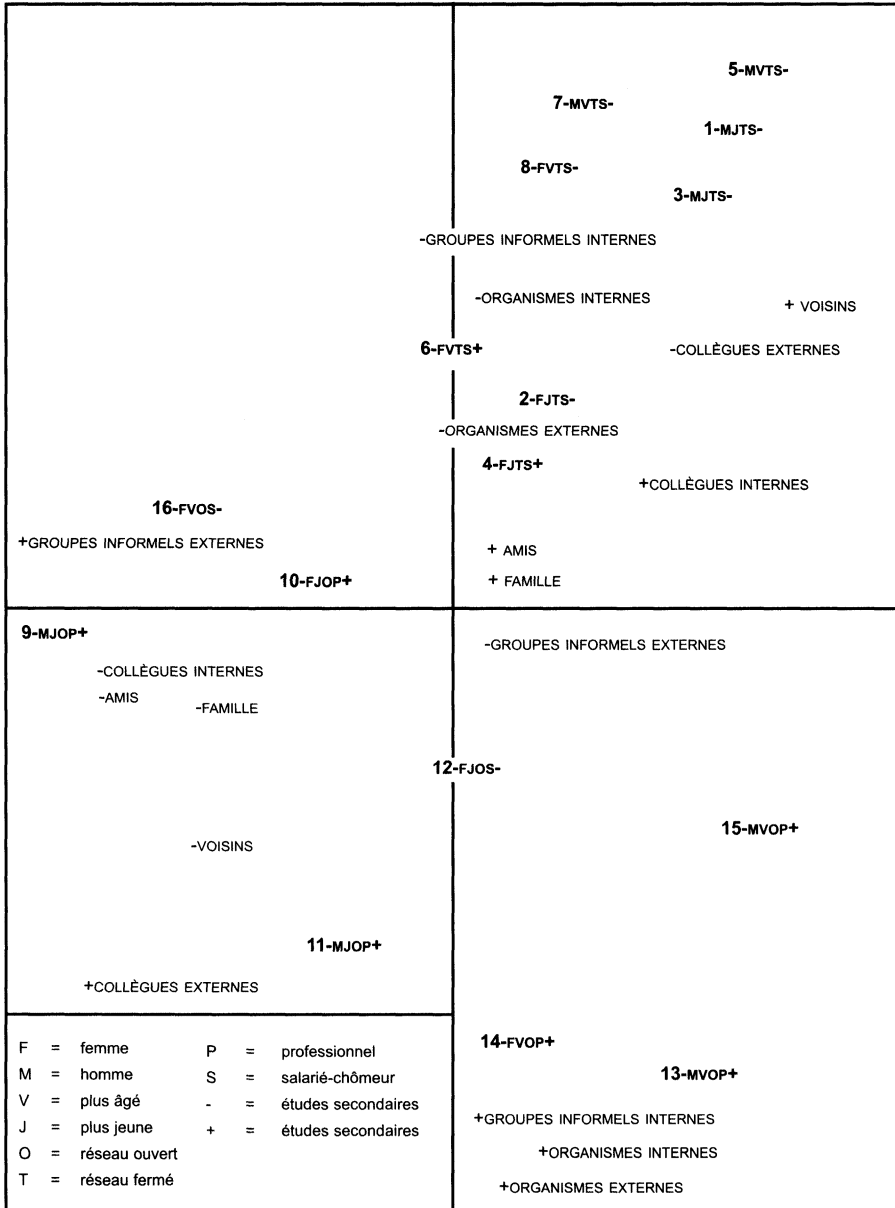 5-MVTS-
7-MVTS-
1-MJTS-
8-FVTS-
3-MJTS-
-GROUPES INFORMELS INTERNES
-ORGANISMES INTERNES
+ VOISINS
6-FVTS+
-COLLÈGUES EXTERNES
2-FJTS-
-ORGANISMES EXTERNES
4-FJTS+
+COLLÈGUES INTERNES
16-FVOS-
+GROUPES INFORMELS EXTERNES
+ AMIS
10-FJOP+
+ FAMILLE
9-MJOP+
-GROUPES INFORMELS EXTERNES
-COLLÈGUES INTERNES
-AMIS
-FAMILLE
12-FJOS-
15-MVOP+
-VOISINS
11-MJOP+
+COLLÈGUES EXTERNES
F = femme P = professionnel
M = homme S = salarié-chômeur
V = plus âgé - = études secondaires
J = plus jeune + = études secondaires
O = réseau ouvert
T = réseau fermé
14-FVOP+
13-MVOP+
+GROUPES INFORMELS INTERNES
+ORGANISMES INTERNES
+ORGANISMES EXTERNES